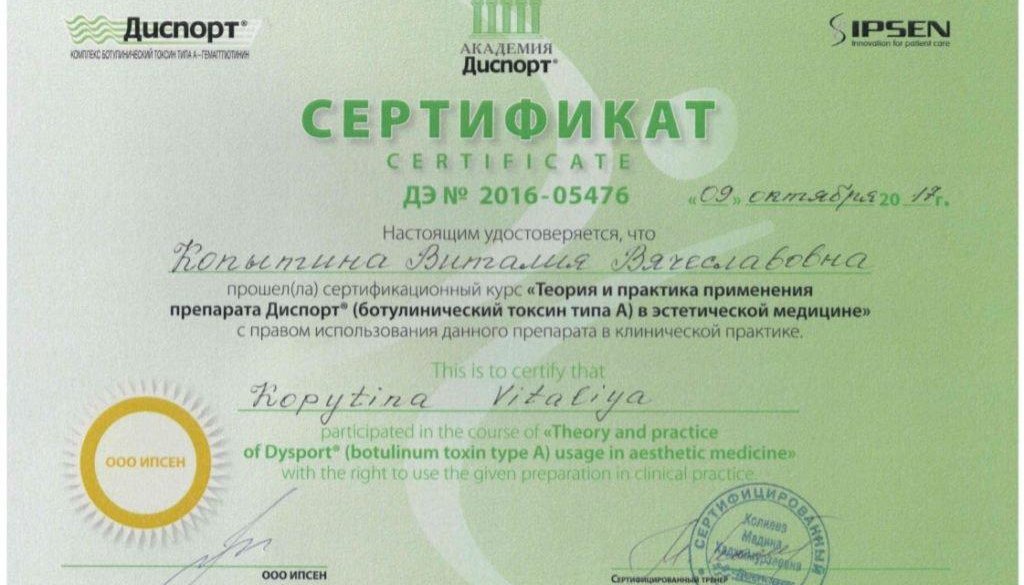 Диспорт®
КОМПЛЕКС БОТУЛИНИЧЕСКИЙ ТОКСИН ТИПА А – ГЕМАГГЛЮТИНИН
АКАДЕМИЯ
Диспорт®
IPSEN
Innovation for patient care
СЕРТИФИКАТ
CERTIFICATE
ДЭ № 2016-05476
«09» октября 20 17г.
Настоящим удостоверяется, что
Копытина Виталия Вячеславовна
прошел(ла) сертификационный курс «Теория и практика применения
препарата Диспорт® (ботулинический токсин типа А) в эстетической медицине»
с правом использования данного препарата в клинической практике.
This is to certify that
Kopytina Vitaliya
participated in the course of «Theory and practice
of Dysport® (botulinum toxin type A) usage in aesthetic medicine»
with the right to use the given preparation in clinical practice.
ООО ИПСЕН
СЕРТИФИЦИРОВАННЫЙ
Мадина
ООО ИПСЕН
Сертифицированный тренер